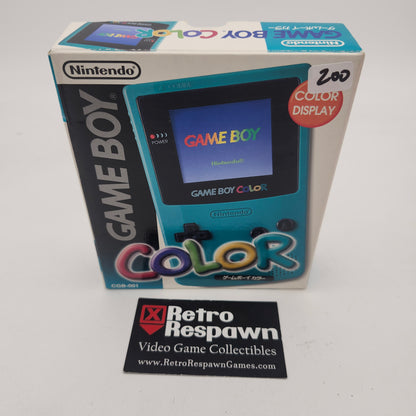 GAME BOY COLOR
ゲームボーイ カラー
Nintendo
Nintendo
GAME BOY
200
COLOR
DISPLAY
POWER
GAME BOY
Nintendo
GAME BOY COLOR
Nintendo
COLOR
ゲームボーイ カラー
CGB-001
Retro
Respawn
Video Game Collectibles
www.RetroRespawnGames.com